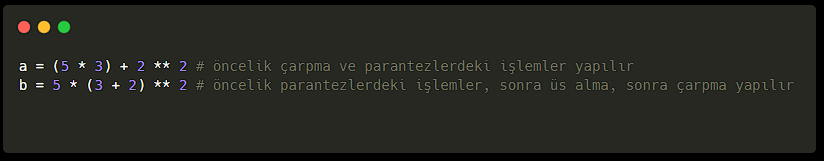 a = (5 * 3) + 2 ** 2 # öncelik çarpma ve parantezlerdeki işlemler yapılır
b = 5 * (3 + 2) ** 2 # öncelik parantezlerdeki işlemler, sonra üs alma, sonra çarpma yapılır